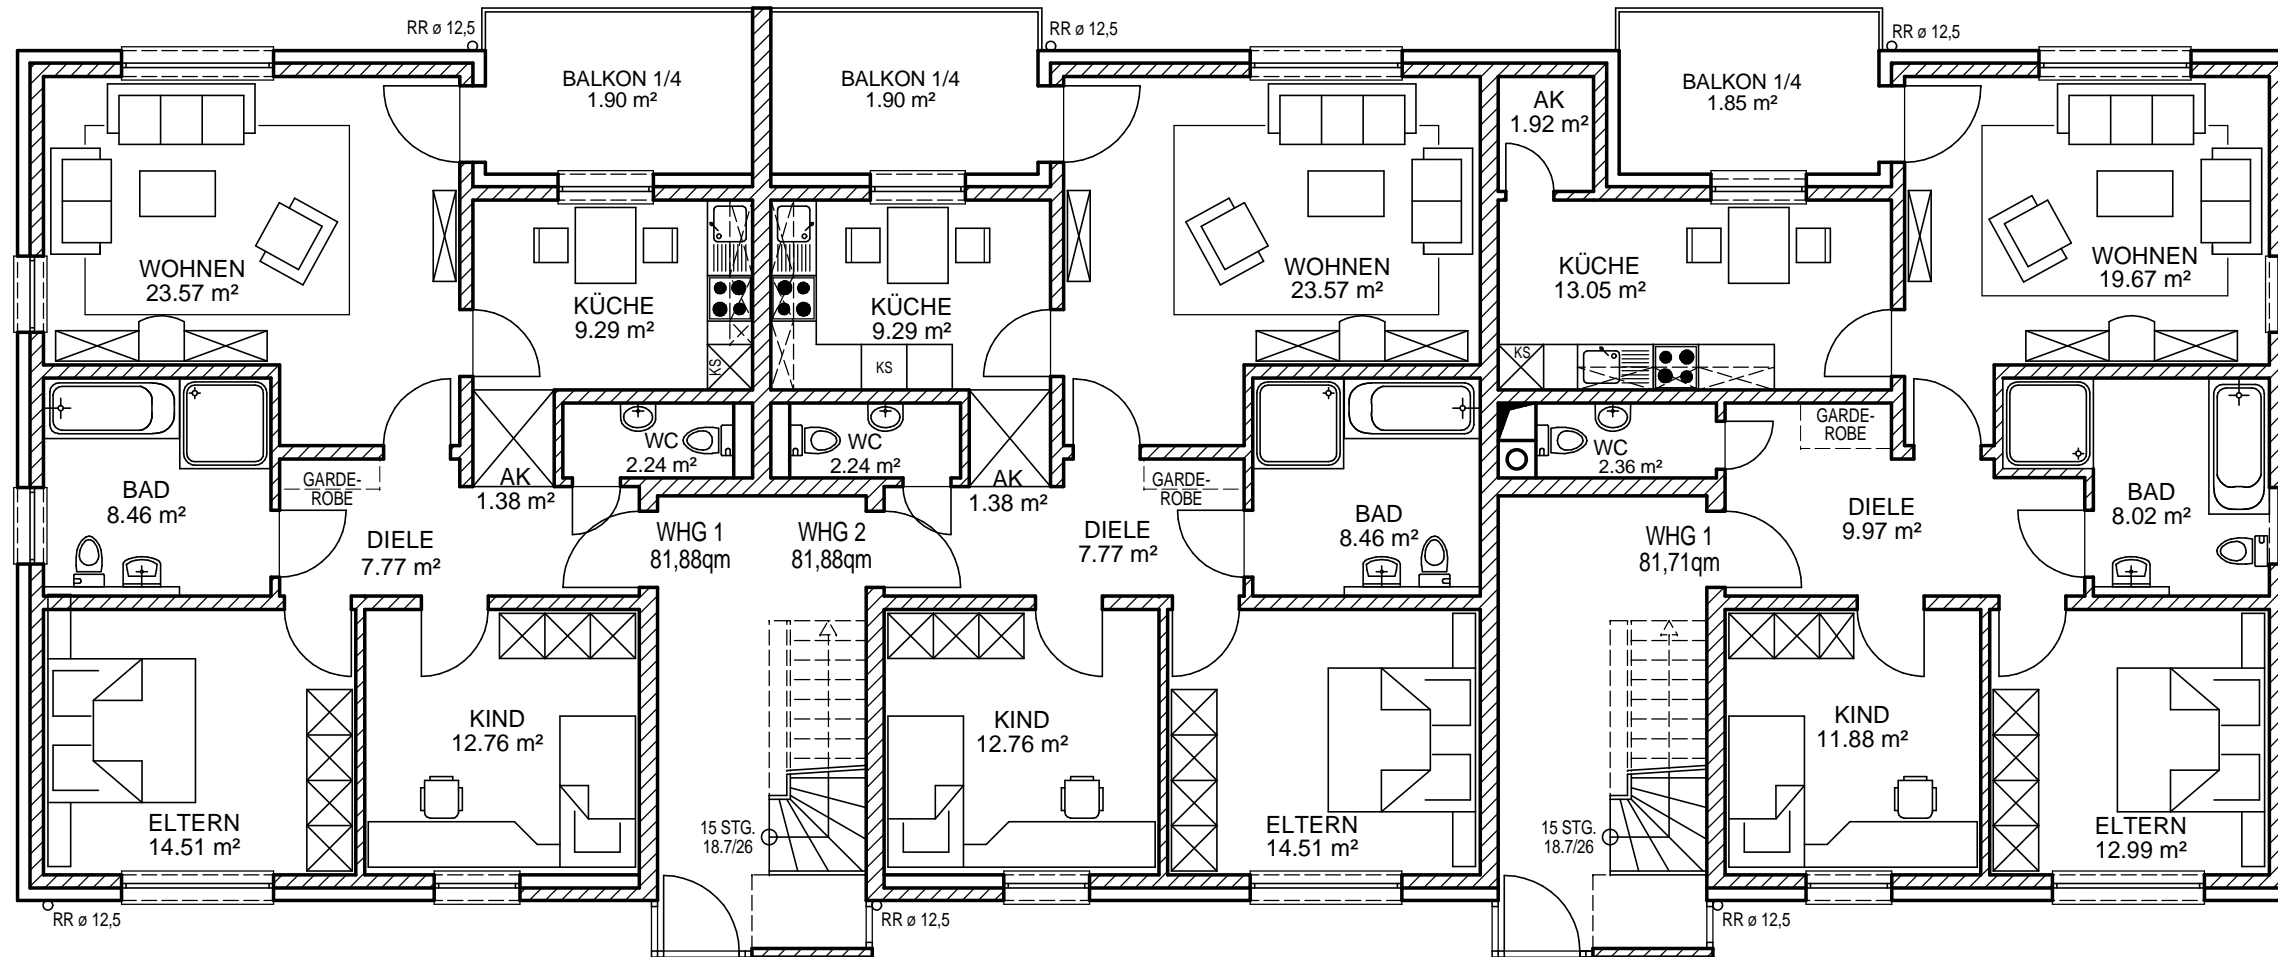 RR ø 12,5
RR ø 12,5
RR ø 12,5
BALKON 1/4
1.90 m²
BALKON 1/4
1.90 m²
BALKON 1/4
1.85 m²
AK
1.92 m²
WOHNEN
23.57 m²
KÜCHE
9.29 m²
KS
KÜCHE
9.29 m²
KS
WOHNEN
23.57 m²
KÜCHE
13.05 m²
KS
WOHNEN
19.67 m²
BAD
8.46 m²
GARDE-
ROBE
DIELE
7.77 m²
AK
1.38 m²
WC
2.24 m²
WC
2.24 m²
AK
1.38 m²
GARDE-
ROBE
DIELE
7.77 m²
BAD
8.46 m²
WC
2.36 m²
GARDE-
ROBE
DIELE
9.97 m²
BAD
8.02 m²
WHG 1
81,88qm
WHG 2
81,88qm
WHG 1
81,71qm
ELTERN
14.51 m²
KIND
12.76 m²
15 STG.
18.7/26
KIND
12.76 m²
ELTERN
14.51 m²
15 STG.
18.7/26
KIND
11.88 m²
ELTERN
12.99 m²
RR ø 12,5
RR ø 12,5
RR ø 12,5